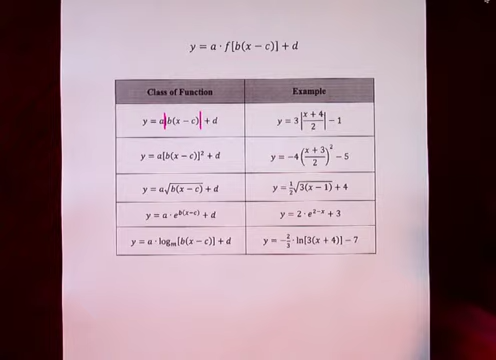 y = a · f[b(x − c)] + d
Class of Function Example
y = a|b(x − c)| + d y = 3|(x + 4)/2| − 1
y = a[b(x − c)]² + d y = −4((x + 3)/2)² − 5
y = a√(b(x − c)) + d y = ½√(3(x − 1)) + 4
y = a · e^(b(x−c)) + d y = 2 · e^(2−x) + 3
y = a · logₘ[b(x − c)] + d y = −⅔ · ln[3(x + 4)] − 7